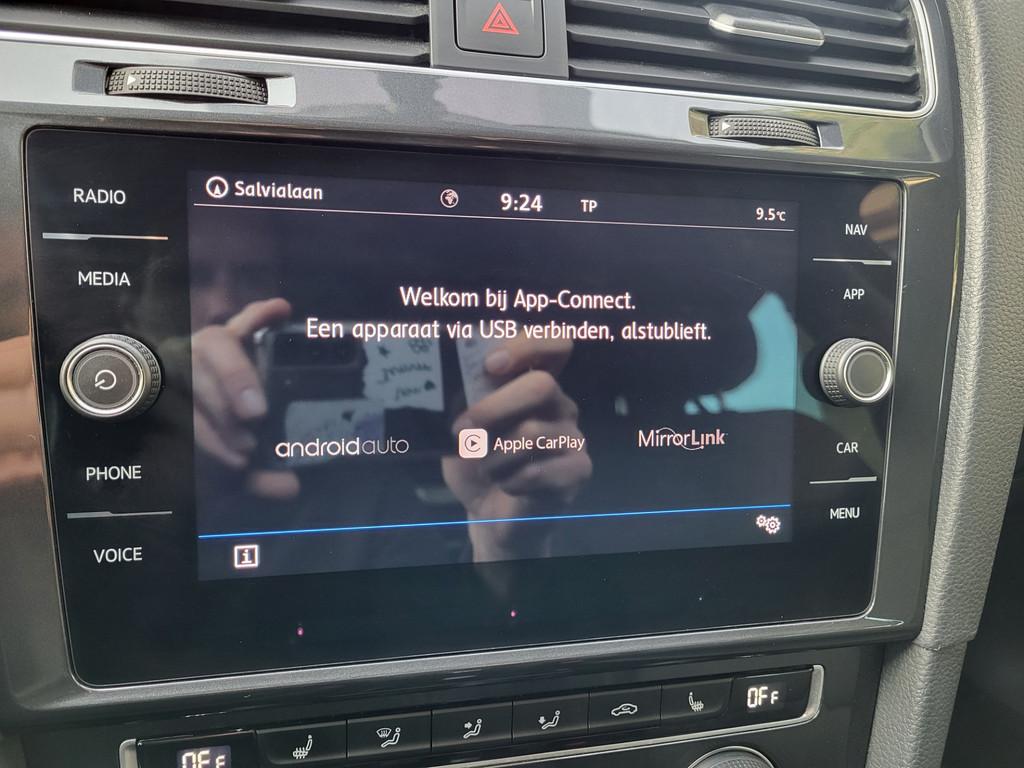 RADIO
MEDIA
PHONE
VOICE
Salvialaan
9:24
TP
9.5°C
Welkom bij App-Connect.
Een apparaat via USB verbinden, alstublieft.
androidauto
Apple CarPlay
MirrorLink
i
NAV
APP
CAR
MENU
OFF
OFF